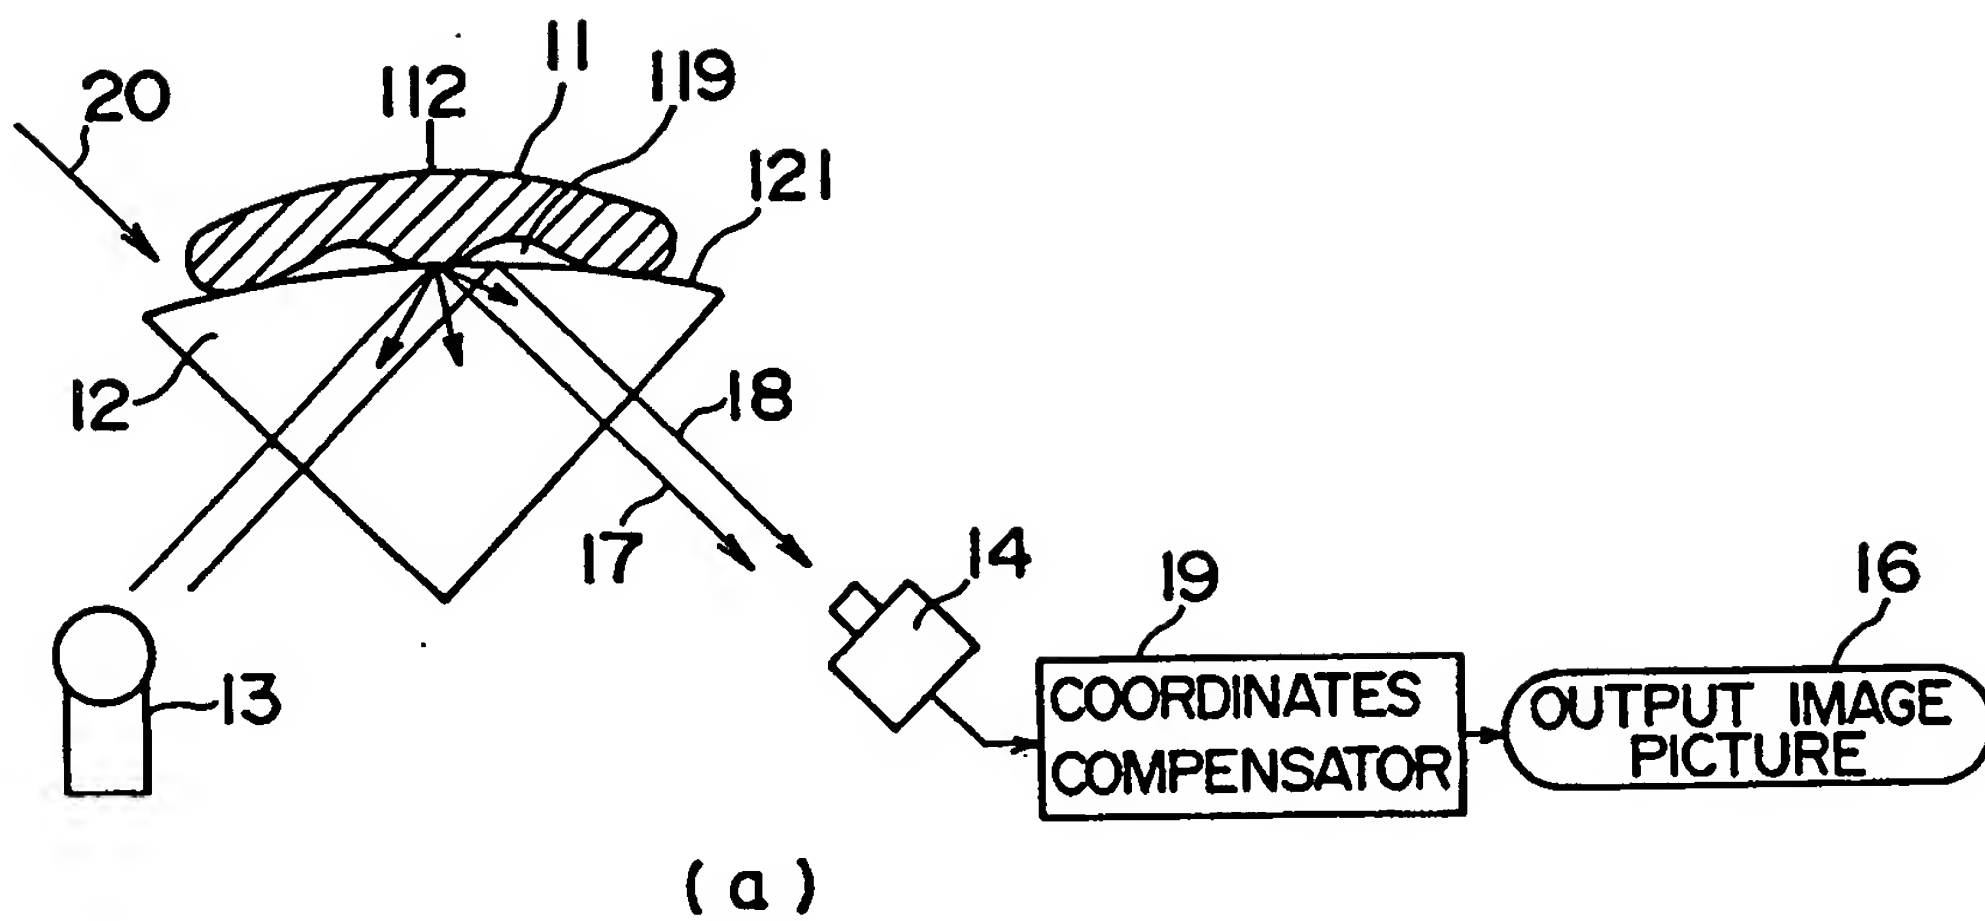 11
112
119
20
121
12
18
17
14
19
16
13
COORDINATES
COMPENSATOR
OUTPUT IMAGE
PICTURE
(a)